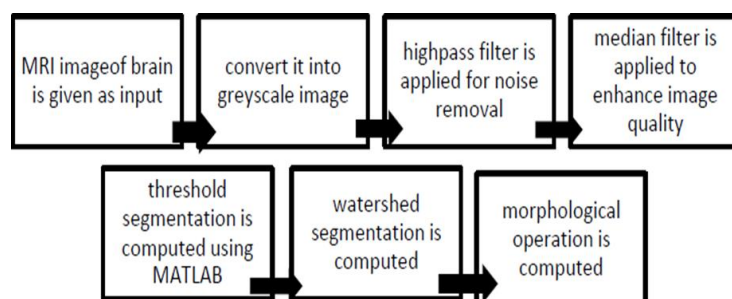 MRI imageof brain
is given as input
convert it into
greyscale image
highpass filter is
applied for noise
removal
median filter is
applied to
enhance image
quality
threshold
segmentation is
computed using
MATLAB
watershed
segmentation is
computed
morphological
operation is
computed